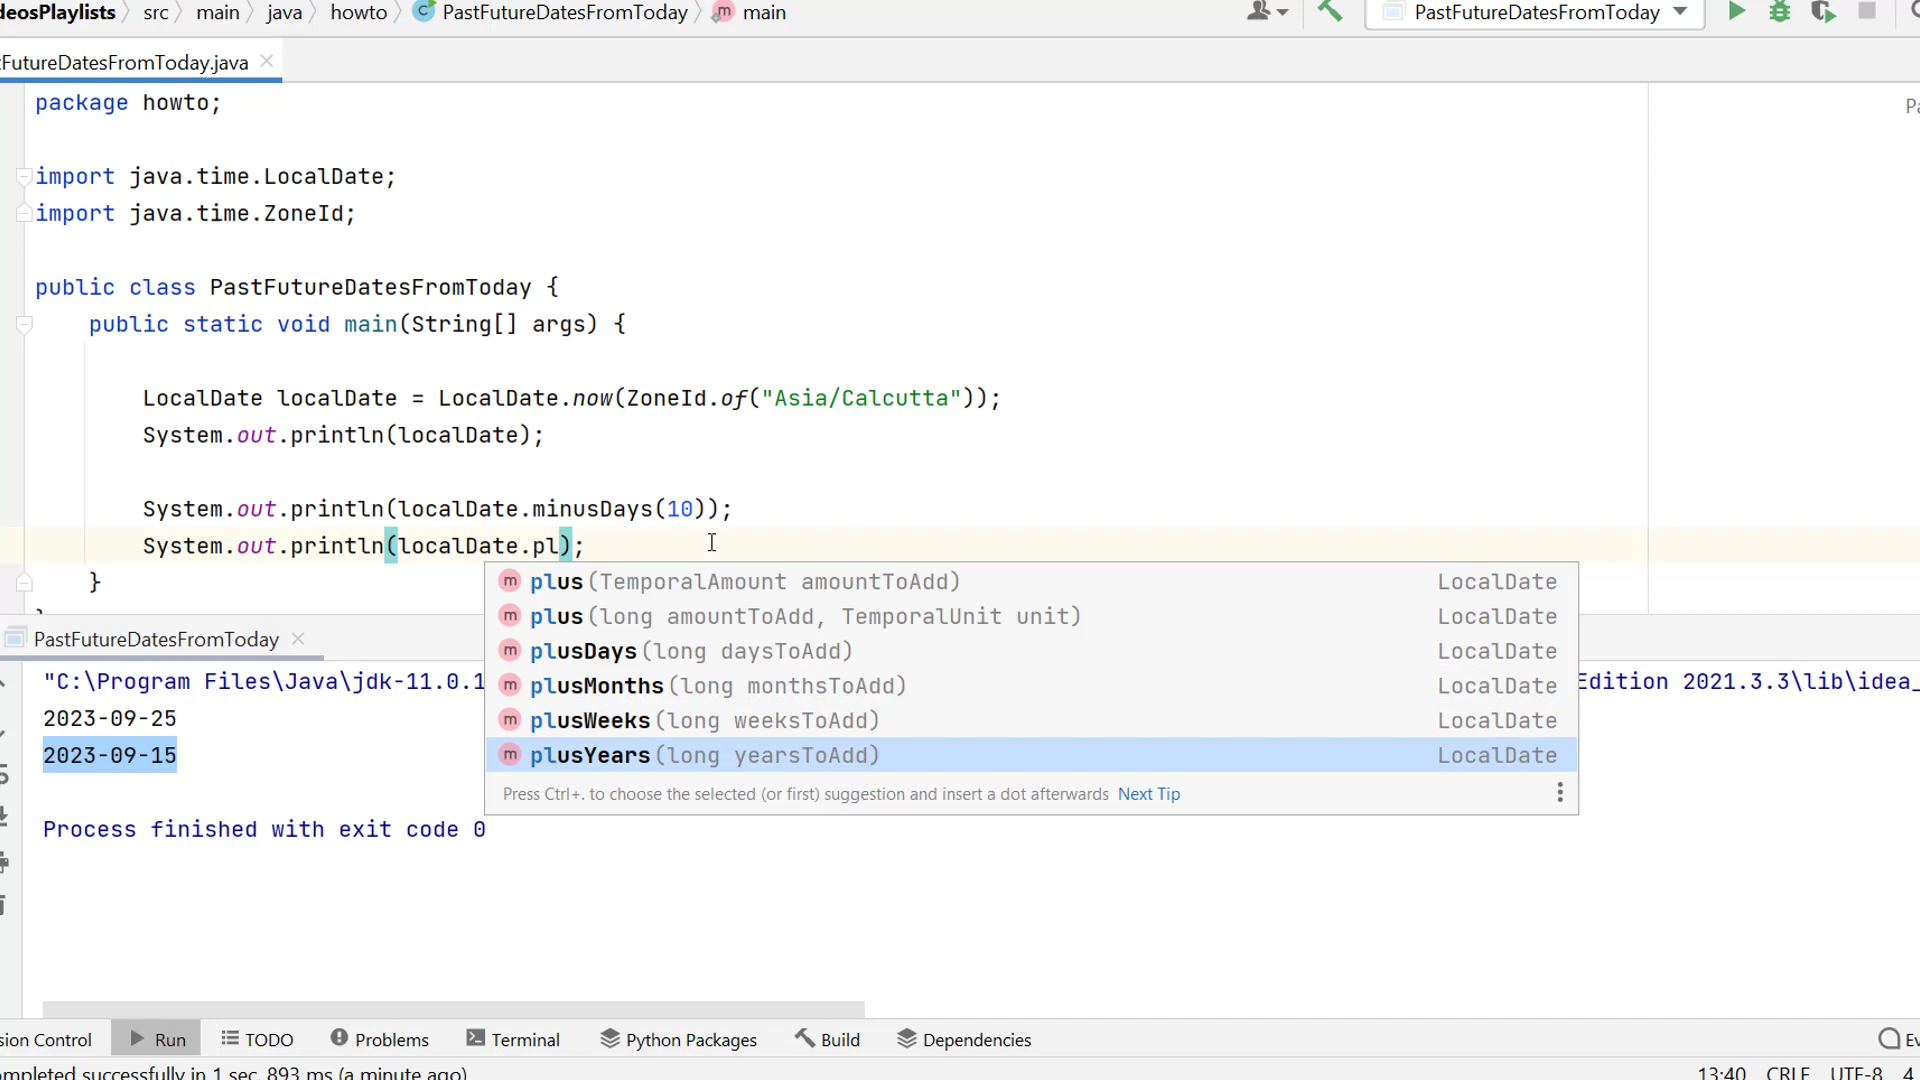 deosPlaylists src main java howto PastFutureDatesFromToday main
PastFutureDatesFromToday
tFutureDatesFromToday.java
package howto;
Pa
import java.time.LocalDate;
import java.time.ZoneId;
public class PastFutureDatesFromToday {
public static void main(String[] args) {
LocalDate localDate = LocalDate.now(ZoneId.of("Asia/Calcutta"));
System.out.println(localDate);
System.out.println(localDate.minusDays(10));
System.out.println(localDate.pl);
}
plus(TemporalAmount amountToAdd) LocalDate
plus(long amountToAdd, TemporalUnit unit) LocalDate
plusDays(long daysToAdd) LocalDate
plusMonths(long monthsToAdd) LocalDate
plusWeeks(long weeksToAdd) LocalDate
plusYears(long yearsToAdd) LocalDate
Press Ctrl+. to choose the selected (or first) suggestion and insert a dot afterwards Next Tip
PastFutureDatesFromToday
"C:\Program Files\Java\jdk-11.0.1 Edition 2021.3.3\lib\idea_
2023-09-25
2023-09-15
Process finished with exit code 0
sion Control Run TODO Problems Terminal Python Packages Build Dependencies Ev
ompleted successfully in 1 sec, 893 ms (a minute ago) 13:40 CRLF UTF-8 4